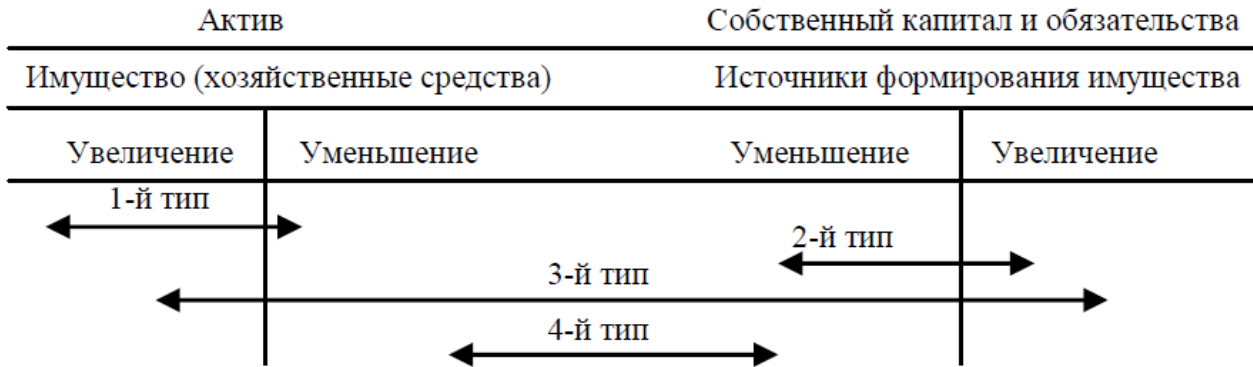 Актив Собственный капитал и обязательства
Имущество (хозяйственные средства) Источники формирования имущества
Увеличение Уменьшение Уменьшение Увеличение
1-й тип
2-й тип
3-й тип
4-й тип